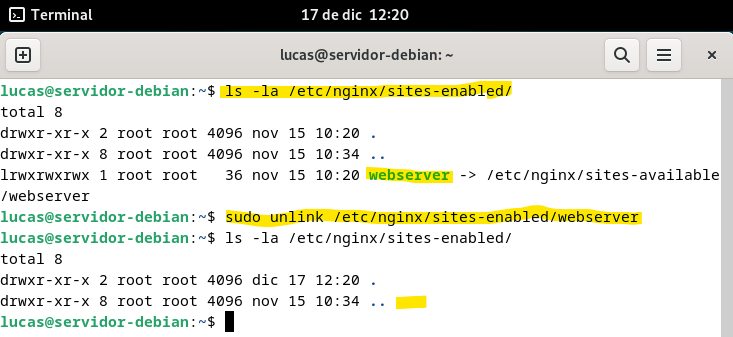 Terminal
17 de dic 12:20
lucas@servidor-debian: ~
lucas@servidor-debian:~$ ls -la /etc/nginx/sites-enabled/
total 8
drwxr-xr-x 2 root root 4096 nov 15 10:20 .
drwxr-xr-x 8 root root 4096 nov 15 10:34 ..
lrwxrwxrwx 1 root root   36 nov 15 10:20 webserver -> /etc/nginx/sites-available
/webserver
lucas@servidor-debian:~$ sudo unlink /etc/nginx/sites-enabled/webserver
lucas@servidor-debian:~$ ls -la /etc/nginx/sites-enabled/
total 8
drwxr-xr-x 2 root root 4096 dic 17 12:20 .
drwxr-xr-x 8 root root 4096 nov 15 10:34 ..
lucas@servidor-debian:~$